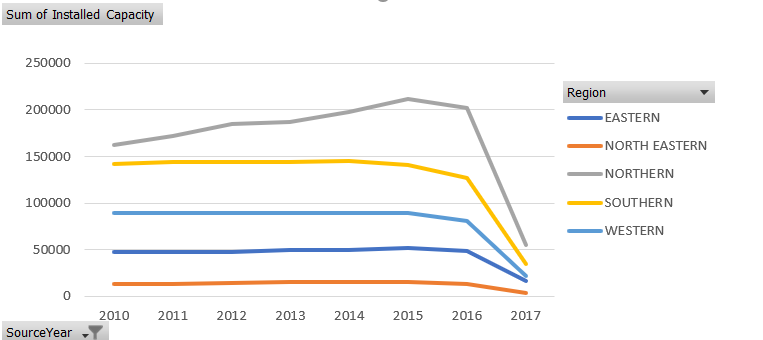 Sum of Installed Capacity
250000
200000
150000
100000
50000
0
2010 2011 2012 2013 2014 2015 2016 2017
SourceYear
Region
EASTERN
NORTH EASTERN
NORTHERN
SOUTHERN
WESTERN